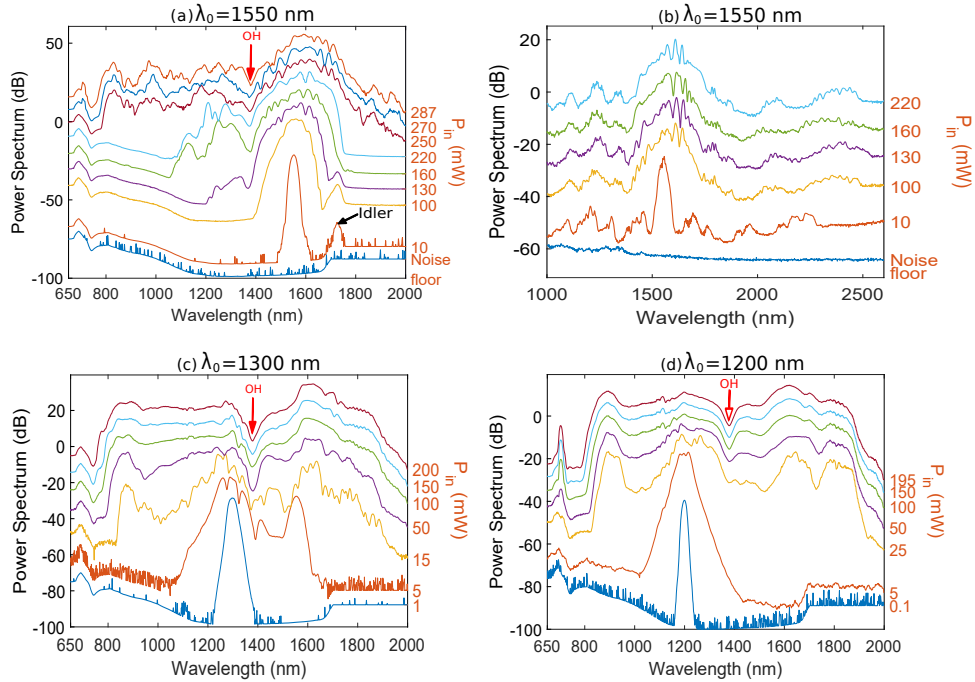 (a) λ₀=1550 nm
OH
50
0
-50
-100
Power Spectrum (dB)
287
270
250
220
160
130
100
10
Noise
floor
P_in (mW)
Idler
650 800 1000 1200 1400 1600 1800 2000
Wavelength (nm)
(b) λ₀=1550 nm
20
0
-20
-40
-60
Power Spectrum (dB)
220
160
130
100
10
Noise
floor
P_in (mW)
1000 1500 2000 2500
Wavelength (nm)
(c) λ₀=1300 nm
OH
20
0
-20
-40
-60
-80
-100
Power Spectrum (dB)
200
150
100
50
15
5
1
P_in (mW)
650 800 1000 1200 1400 1600 1800 2000
Wavelength (nm)
(d) λ₀=1200 nm
OH
0
-20
-40
-60
-80
-100
Power Spectrum (dB)
195
150
100
50
25
5
0.1
P_in (mW)
650 800 1000 1200 1400 1600 1800 2000
Wavelength (nm)